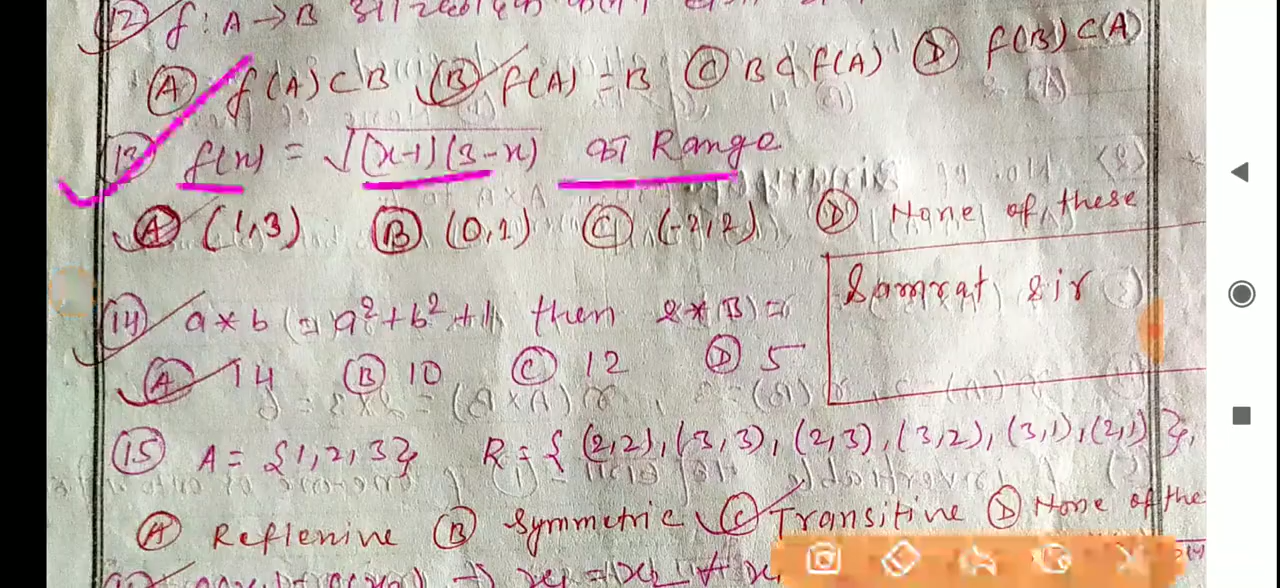 12) f : A → B
(A) f(A) ⊂ B (B) f(A) = B (C) B ⊄ f(A) (D) f(B) ⊂ (A)
13) f(x) = √(x-1)(3-x) का Range
(A) (1,3) (B) (0,1) (C) (-2,2) (D) None of these
14) a * b = a² + b² + 1 then 2 * 3 =
Samrat sir
(A) 14 (B) 10 (C) 12 (D) 5
15) A = {1, 2, 3} R = { (2,2), (3,3), (2,3), (3,2), (3,1), (2,1) },
(A) Reflenive (B) Symmetric (C) Transitive (D) None of the